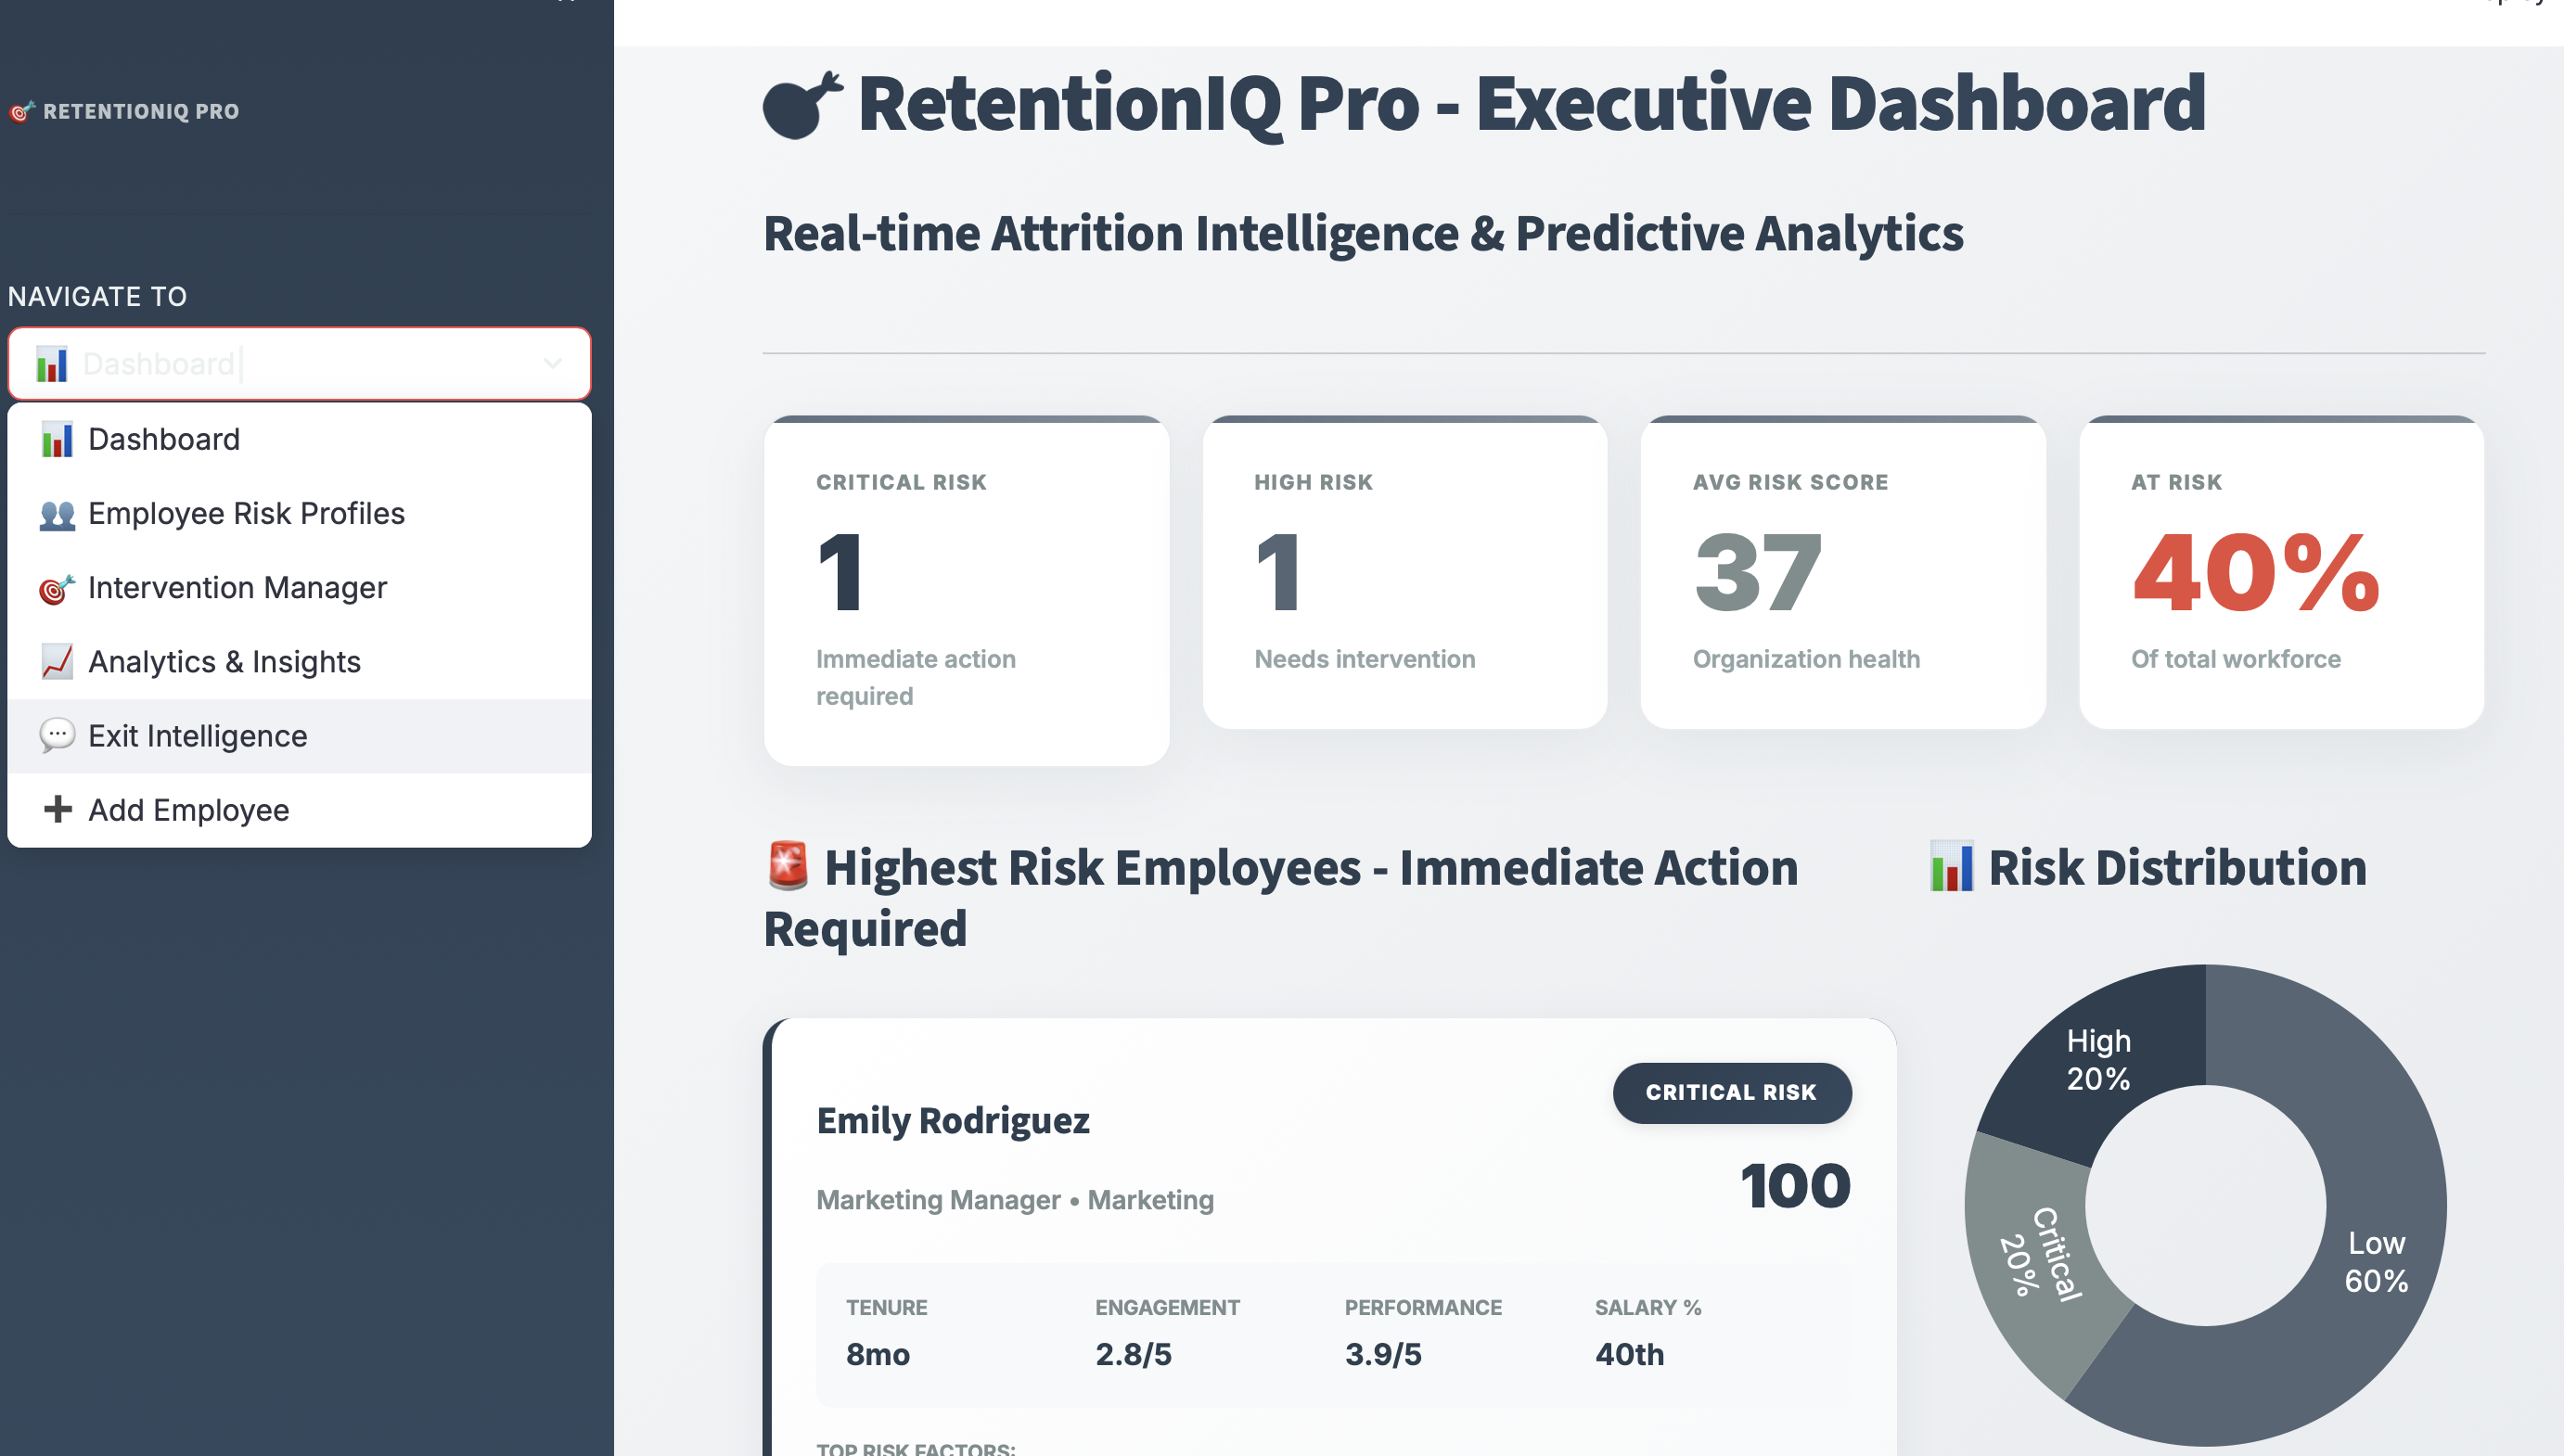 RETENTIONIQ PRO
NAVIGATE TO
Dashboard
Dashboard
Employee Risk Profiles
Intervention Manager
Analytics & Insights
Exit Intelligence
Add Employee
RetentionIQ Pro - Executive Dashboard
Real-time Attrition Intelligence & Predictive Analytics
CRITICAL RISK
1
Immediate action
required
HIGH RISK
1
Needs intervention
AVG RISK SCORE
37
Organization health
AT RISK
40%
Of total workforce
Highest Risk Employees - Immediate Action
Required
Emily Rodriguez
Marketing Manager • Marketing
CRITICAL RISK
100
TENURE
8mo
ENGAGEMENT
2.8/5
PERFORMANCE
3.9/5
SALARY %
40th
TOP RISK FACTORS:
Risk Distribution
High
20%
Critical
20%
Low
60%